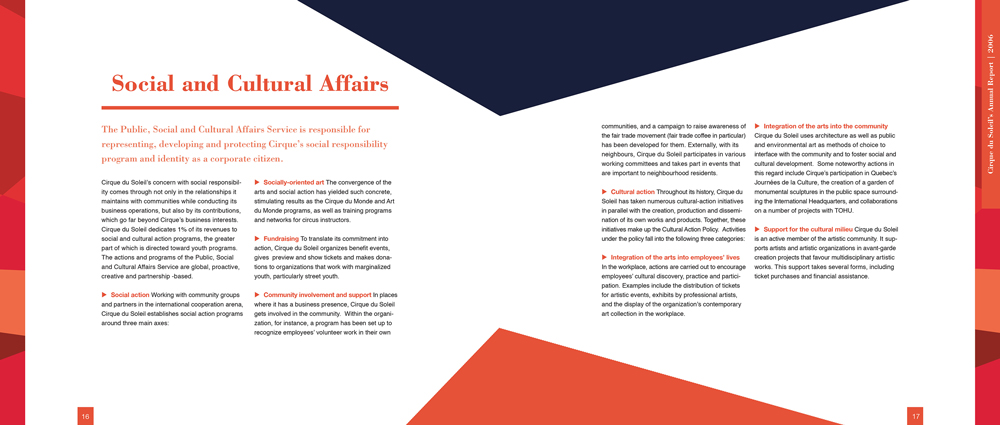 Social and Cultural Affairs
The Public, Social and Cultural Affairs Service is responsible for
representing, developing and protecting Cirque's social responsibility
program and identity as a corporate citizen.
Cirque du Soleil's concern with social responsibil-
ity comes through not only in the relationships it
maintains with communities while conducting its
business operations, but also by its contributions,
which go far beyond Cirque's business interests.
Cirque du Soleil dedicates 1% of its revenues to
social and cultural action programs, the greater
part of which is directed toward youth programs.
The actions and programs of the Public, Social
and Cultural Affairs Service are global, proactive,
creative and partnership -based.
► Social action Working with community groups
and partners in the international cooperation arena,
Cirque du Soleil establishes social action programs
around three main axes:
► Socially-oriented art The convergence of the
arts and social action has yielded such concrete,
stimulating results as the Cirque du Monde and Art
du Monde programs, as well as training programs
and networks for circus instructors.
► Fundraising To translate its commitment into
action, Cirque du Soleil organizes benefit events,
gives preview and show tickets and makes dona-
tions to organizations that work with marginalized
youth, particularly street youth.
► Community involvement and support In places
where it has a business presence, Cirque du Soleil
gets involved in the community. Within the organi-
zation, for instance, a program has been set up to
recognize employees' volunteer work in their own
16
communities, and a campaign to raise awareness of
the fair trade movement (fair trade coffee in particular)
has been developed for them. Externally, with its
neighbours, Cirque du Soleil participates in various
working committees and takes part in events that
are important to neighbourhood residents.
► Cultural action Throughout its history, Cirque du
Soleil has taken numerous cultural-action initiatives
in parallel with the creation, production and dissemi-
nation of its own works and products. Together, these
initiatives make up the Cultural Action Policy. Activities
under the policy fall into the following three categories:
► Integration of the arts into employees' lives
In the workplace, actions are carried out to encourage
employees' cultural discovery, practice and partici-
pation. Examples include the distribution of tickets
for artistic events, exhibits by professional artists,
and the display of the organization's contemporary
art collection in the workplace.
► Integration of the arts into the community
Cirque du Soleil uses architecture as well as public
and environmental art as methods of choice to
interface with the community and to foster social and
cultural development. Some noteworthy actions in
this regard include Cirque's participation in Quebec's
Journées de la Culture, the creation of a garden of
monumental sculptures in the public space surround-
ing the International Headquarters, and collaborations
on a number of projects with TOHU.
► Support for the cultural milieu Cirque du Soleil
is an active member of the artistic community. It sup-
ports artists and artistic organizations in avant-garde
creation projects that favour multidisciplinary artistic
works. This support takes several forms, including
ticket purchases and financial assistance.
Cirque du Soleil's Annual Report | 2006
17